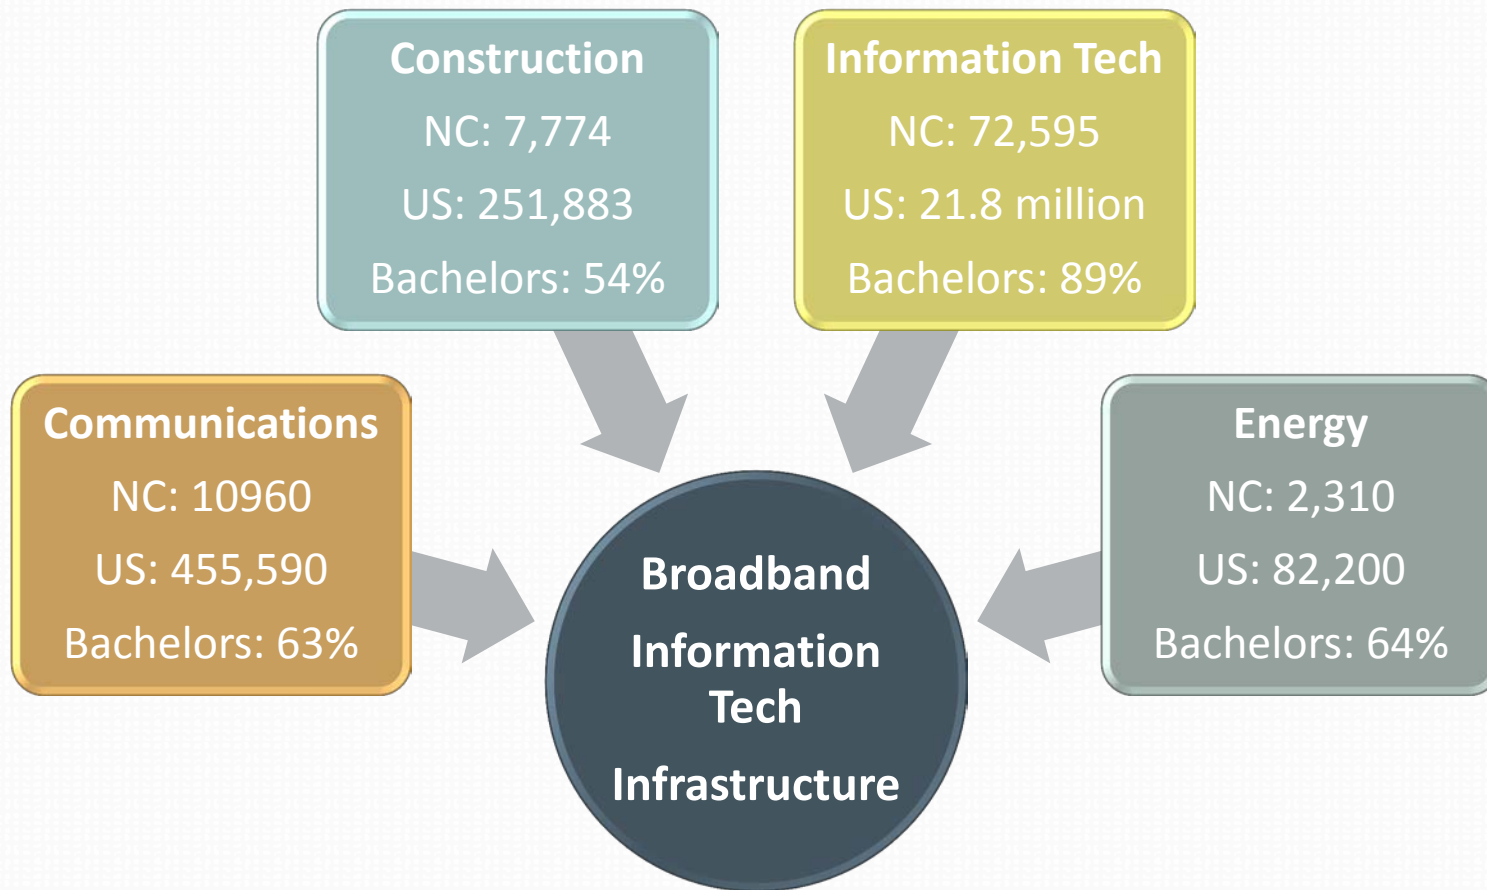 Construction
NC: 7,774
US: 251,883
Bachelors: 54%
Information Tech
NC: 72,595
US: 21.8 million
Bachelors: 89%
Communications
NC: 10960
US: 455,590
Bachelors: 63%
Energy
NC: 2,310
US: 82,200
Bachelors: 64%
Broadband
Information
Tech
Infrastructure